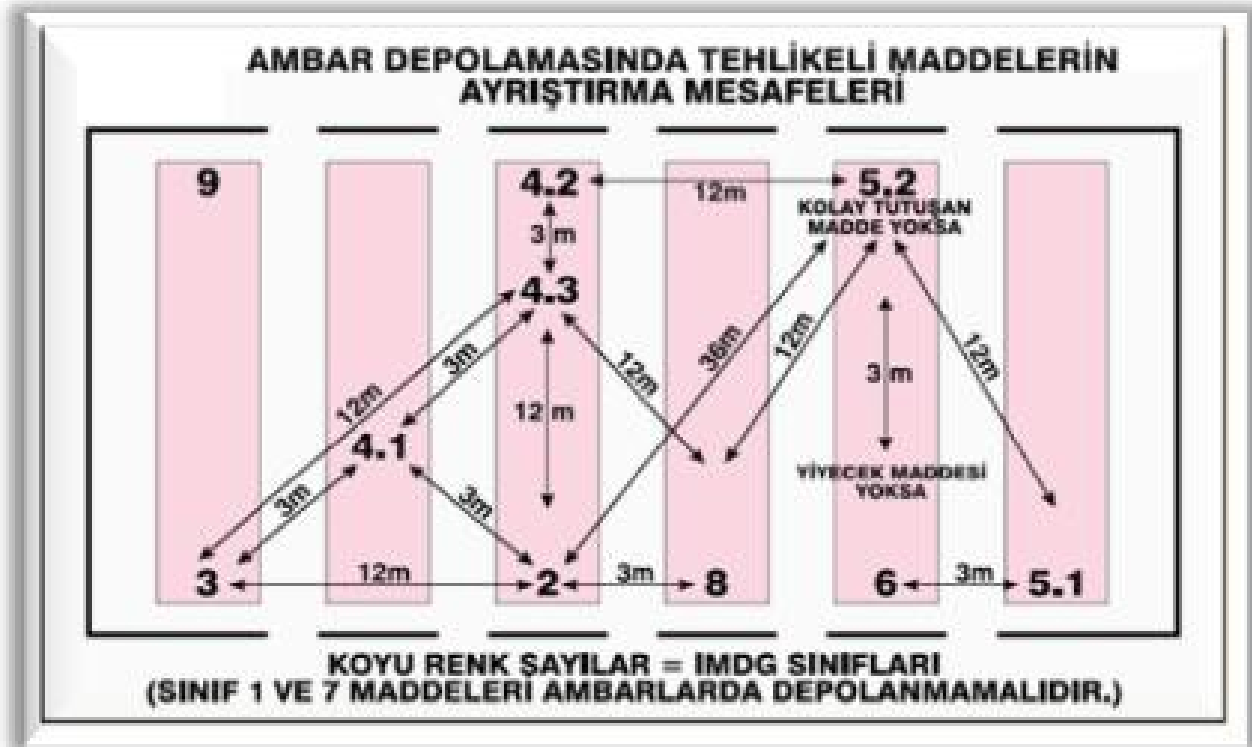 AMBAR DEPOLAMASINDA TEHLİKELİ MADDELERİN
AYRIŞTIRMA MESAFELERİ
9
4.2
12m
5.2
KOLAY TUTUŞAN
MADDE YOKSA
3 m
4.3
12m
3m
12 m
12m
36m
12m
3 m
12m
4.1
3m
3m
YİYECEK MADDESİ
YOKSA
3
12m
2
3m
8
6
3m
5.1
KOYU RENK SAYILAR = IMDG SINIFLARI
(SINIF 1 VE 7 MADDELERİ AMBARLARDA DEPOLANMAMALIDIR.)